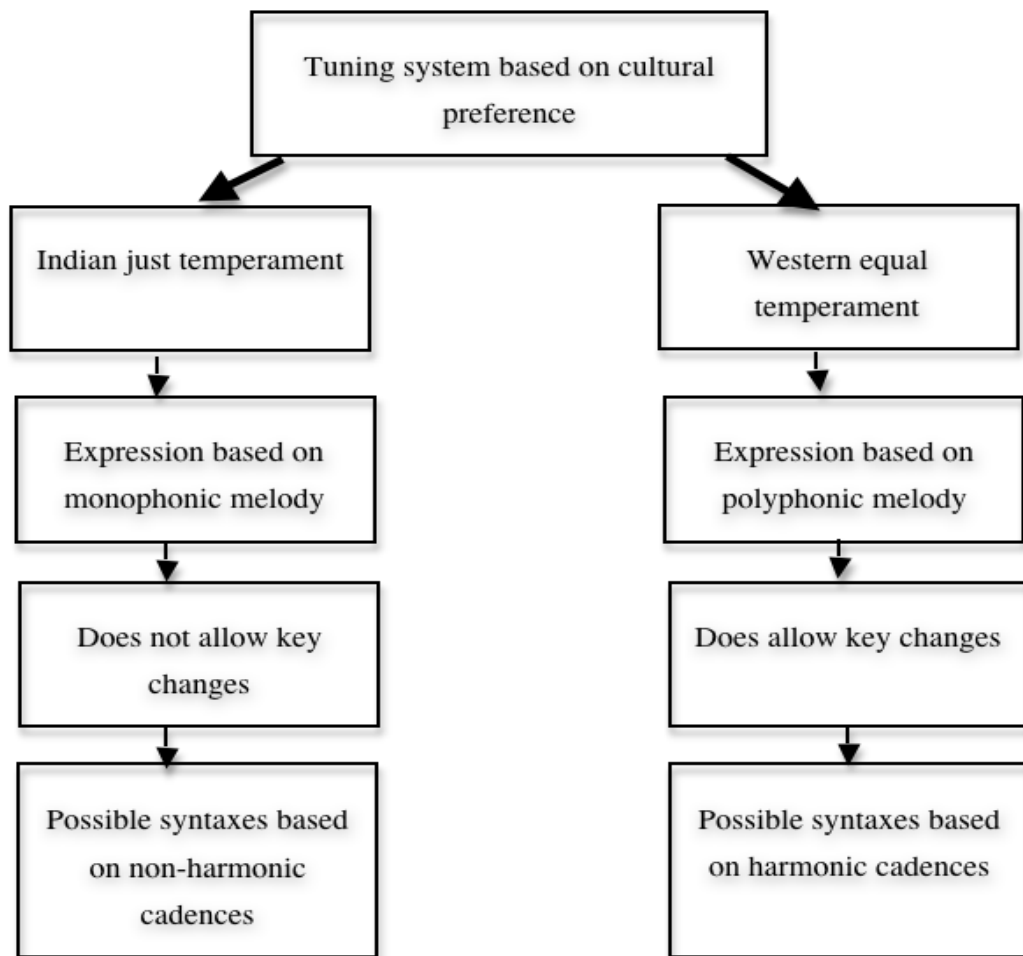 Tuning system based on cultural
preference
Indian just temperament
Western equal
temperament
Expression based on
monophonic melody
Expression based on
polyphonic melody
Does not allow key
changes
Does allow key changes
Possible syntaxes based
on non-harmonic
cadences
Possible syntaxes based
on harmonic cadences